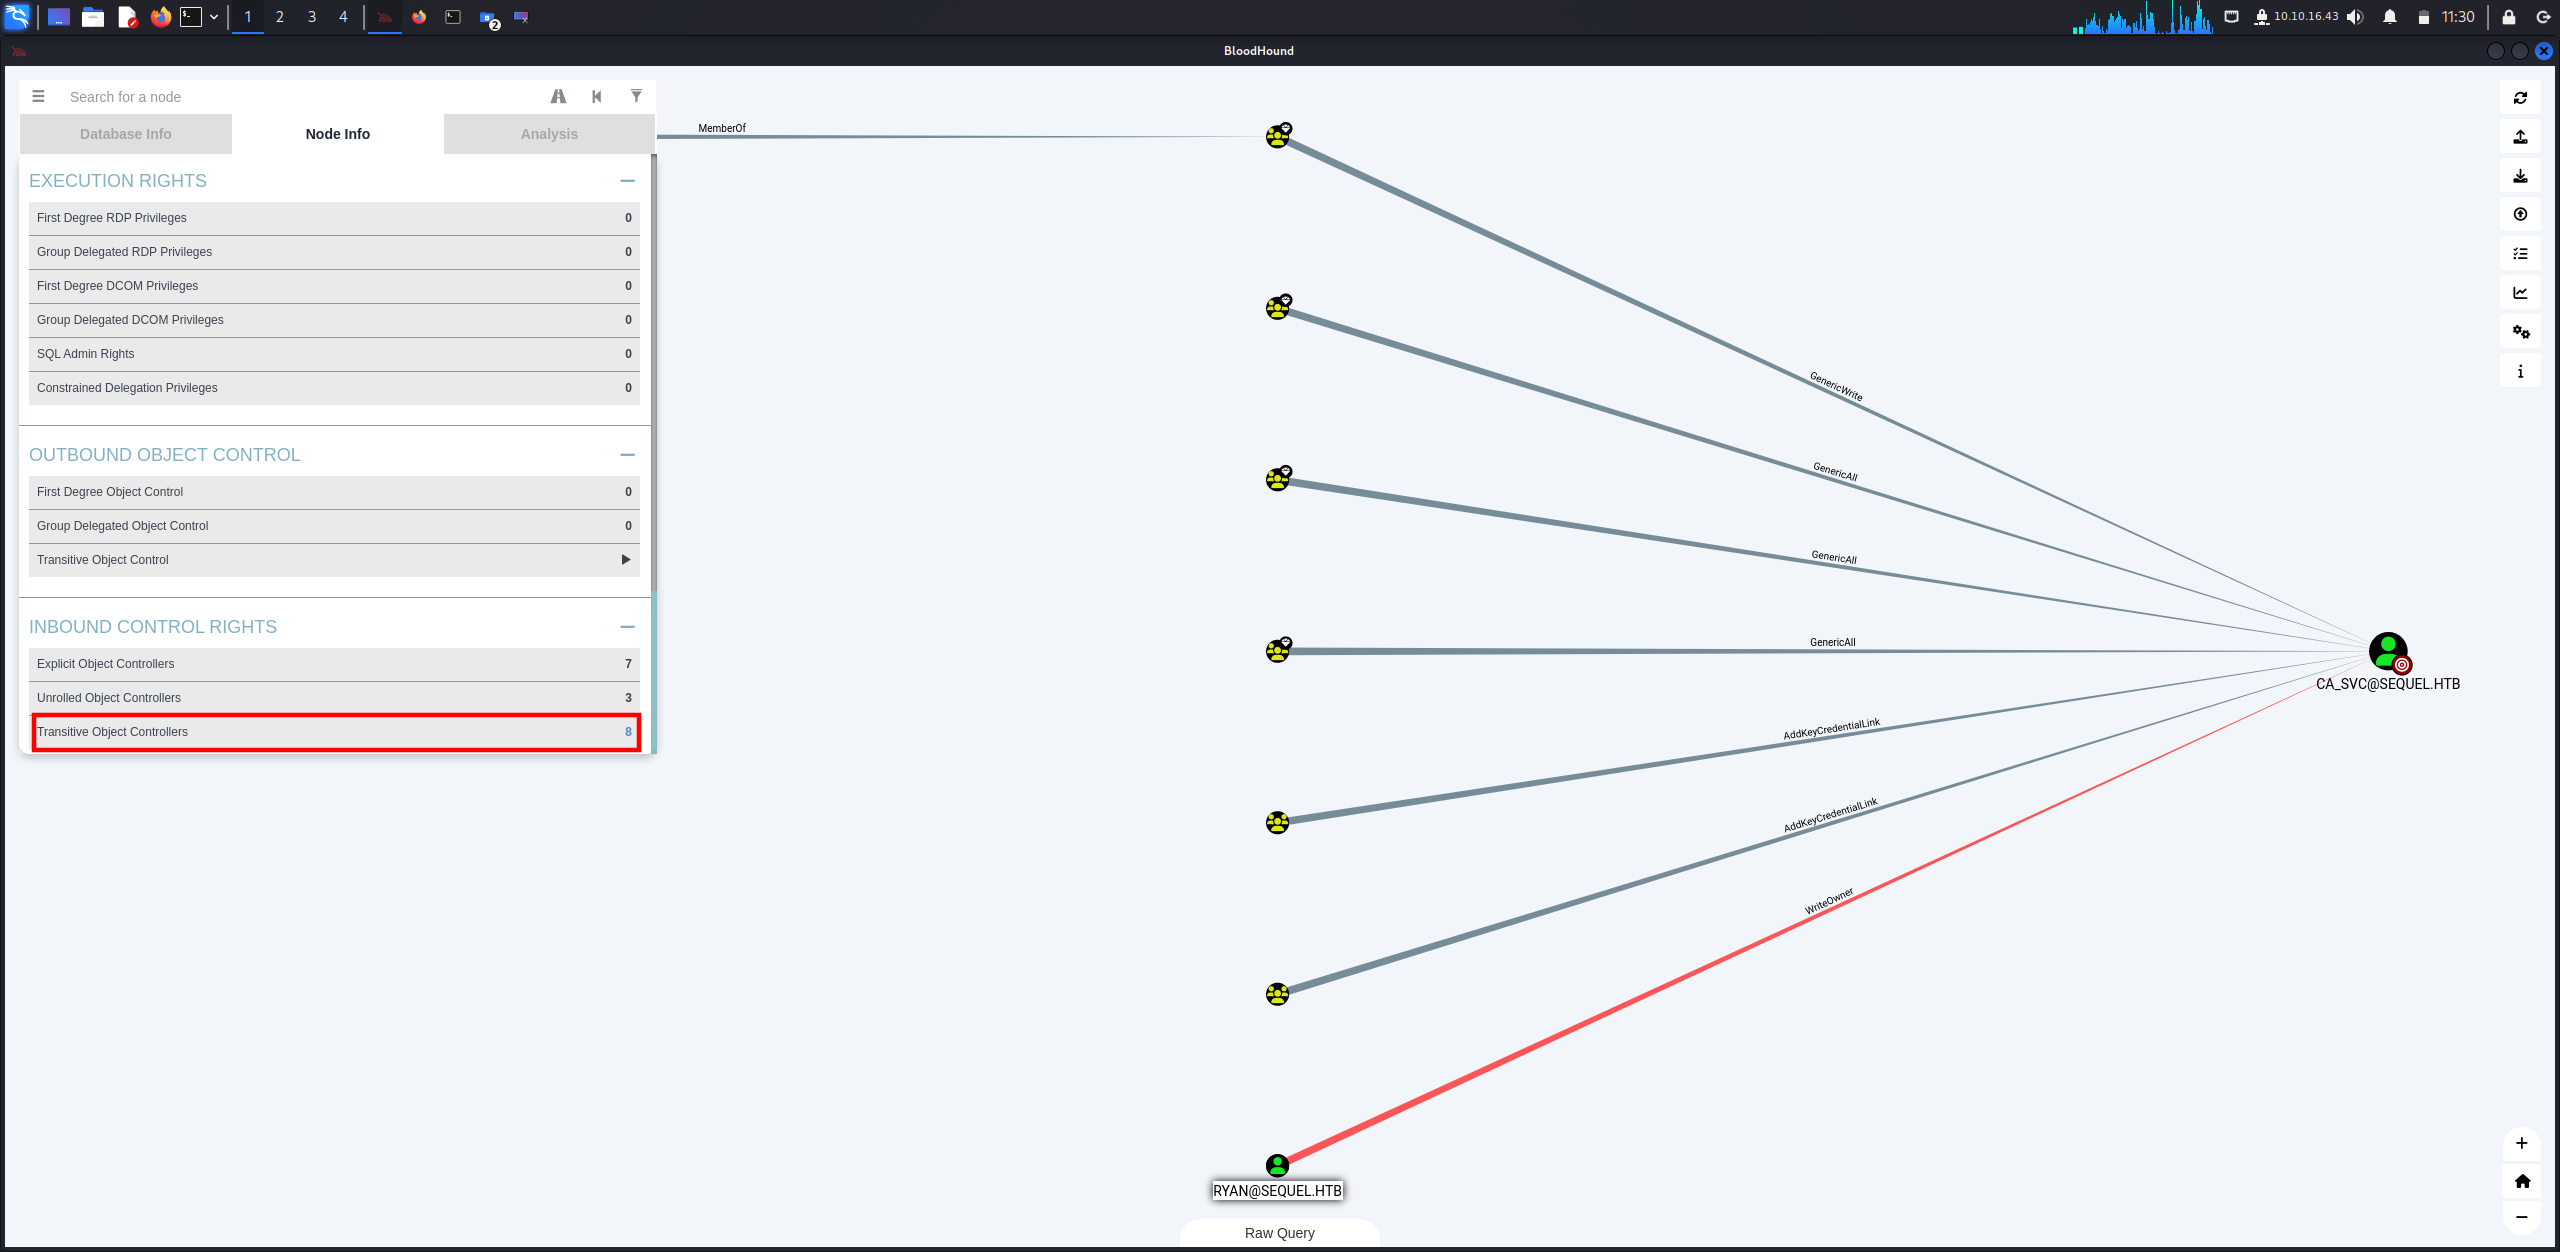 1 2 3 4
2
10.10.16.43
11:30
BloodHound
Search for a node
Database Info
Node Info
Analysis
EXECUTION RIGHTS
First Degree RDP Privileges 0
Group Delegated RDP Privileges 0
First Degree DCOM Privileges 0
Group Delegated DCOM Privileges 0
SQL Admin Rights 0
Constrained Delegation Privileges 0
OUTBOUND OBJECT CONTROL
First Degree Object Control 0
Group Delegated Object Control 0
Transitive Object Control
INBOUND CONTROL RIGHTS
Explicit Object Controllers 7
Unrolled Object Controllers 3
Transitive Object Controllers 8
MemberOf
GenericWrite
GenericAll
GenericAll
GenericAll
AddKeyCredentialLink
AddKeyCredentialLink
WriteOwner
CA_SVC@SEQUEL.HTB
RYAN@SEQUEL.HTB
Raw Query